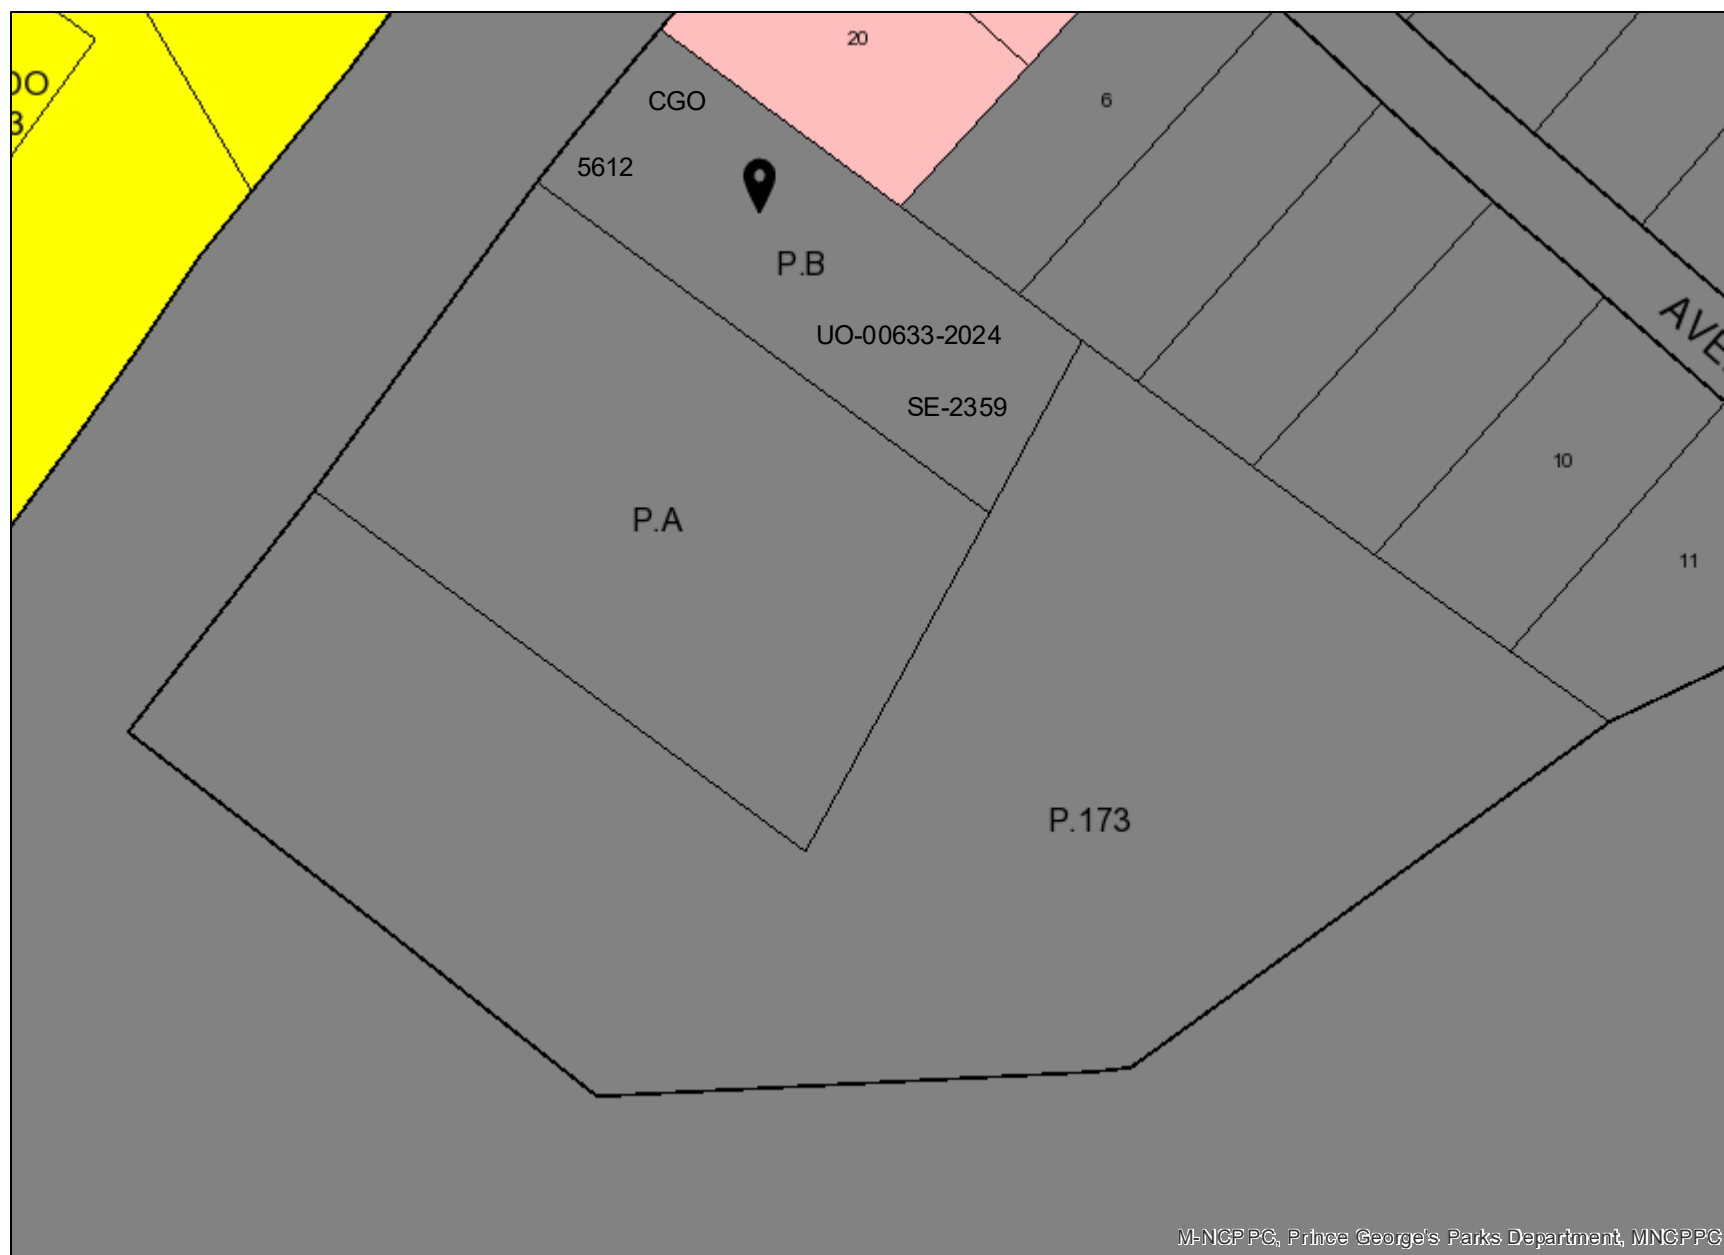 20
6
CGO
5612
P.B
UO-00633-2024
SE-2359
AVE
P.A
10
11
P.173
M-NCPPC, Prince George's Parks Department, MNCPPC